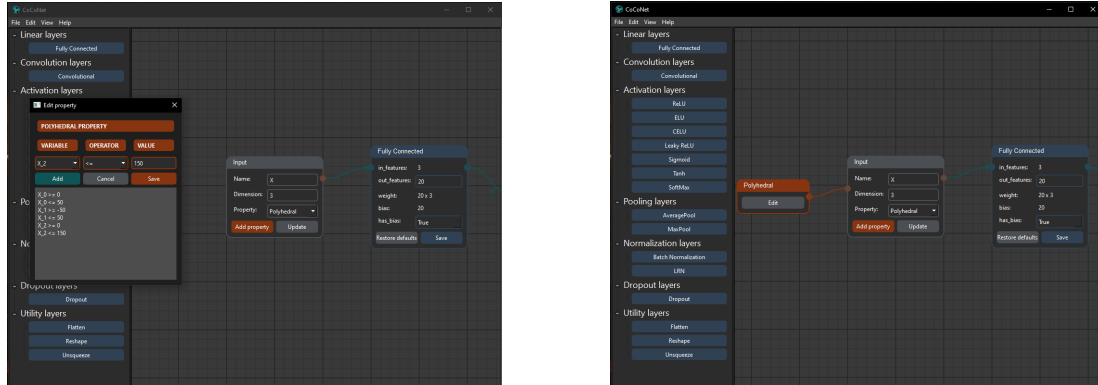 CoCoNet
File Edit View Help
- Linear layers
Fully Connected
- Convolution layers
Convolutional
- Activation layers
Edit property
POLYHEDRAL PROPERTY
VARIABLE OPERATOR VALUE
X_2 <= 150
Add Cancel Save
X_0 >= 0
X_0 <= 50
X_1 >= -50
X_1 <= 50
X_2 >= 0
X_2 <= 150
- Po
- No
- Dropout layers
Dropout
- Utility layers
Flatten
Reshape
Unsqueeze
Input
Name: X
Dimension: 3
Property: Polyhedral
Add property Update
Fully Connected
in_features: 3
out_features: 20
weight: 20 x 3
bias: 20
has_bias: True
Restore defaults Save
CoCoNet
File Edit View Help
- Linear layers
Fully Connected
- Convolution layers
Convolutional
- Activation layers
ReLU
ELU
CELU
Leaky ReLU
Sigmoid
Tanh
SoftMax
- Pooling layers
AveragePool
MaxPool
- Normalization layers
Batch Normalization
LRN
- Dropout layers
Dropout
- Utility layers
Flatten
Reshape
Unsqueeze
Polyhedral
Edit
Input
Name: X
Dimension: 3
Property: Polyhedral
Add property Update
Fully Connected
in_features: 3
out_features: 20
weight: 20 x 3
bias: 20
has_bias: True
Restore defaults Save